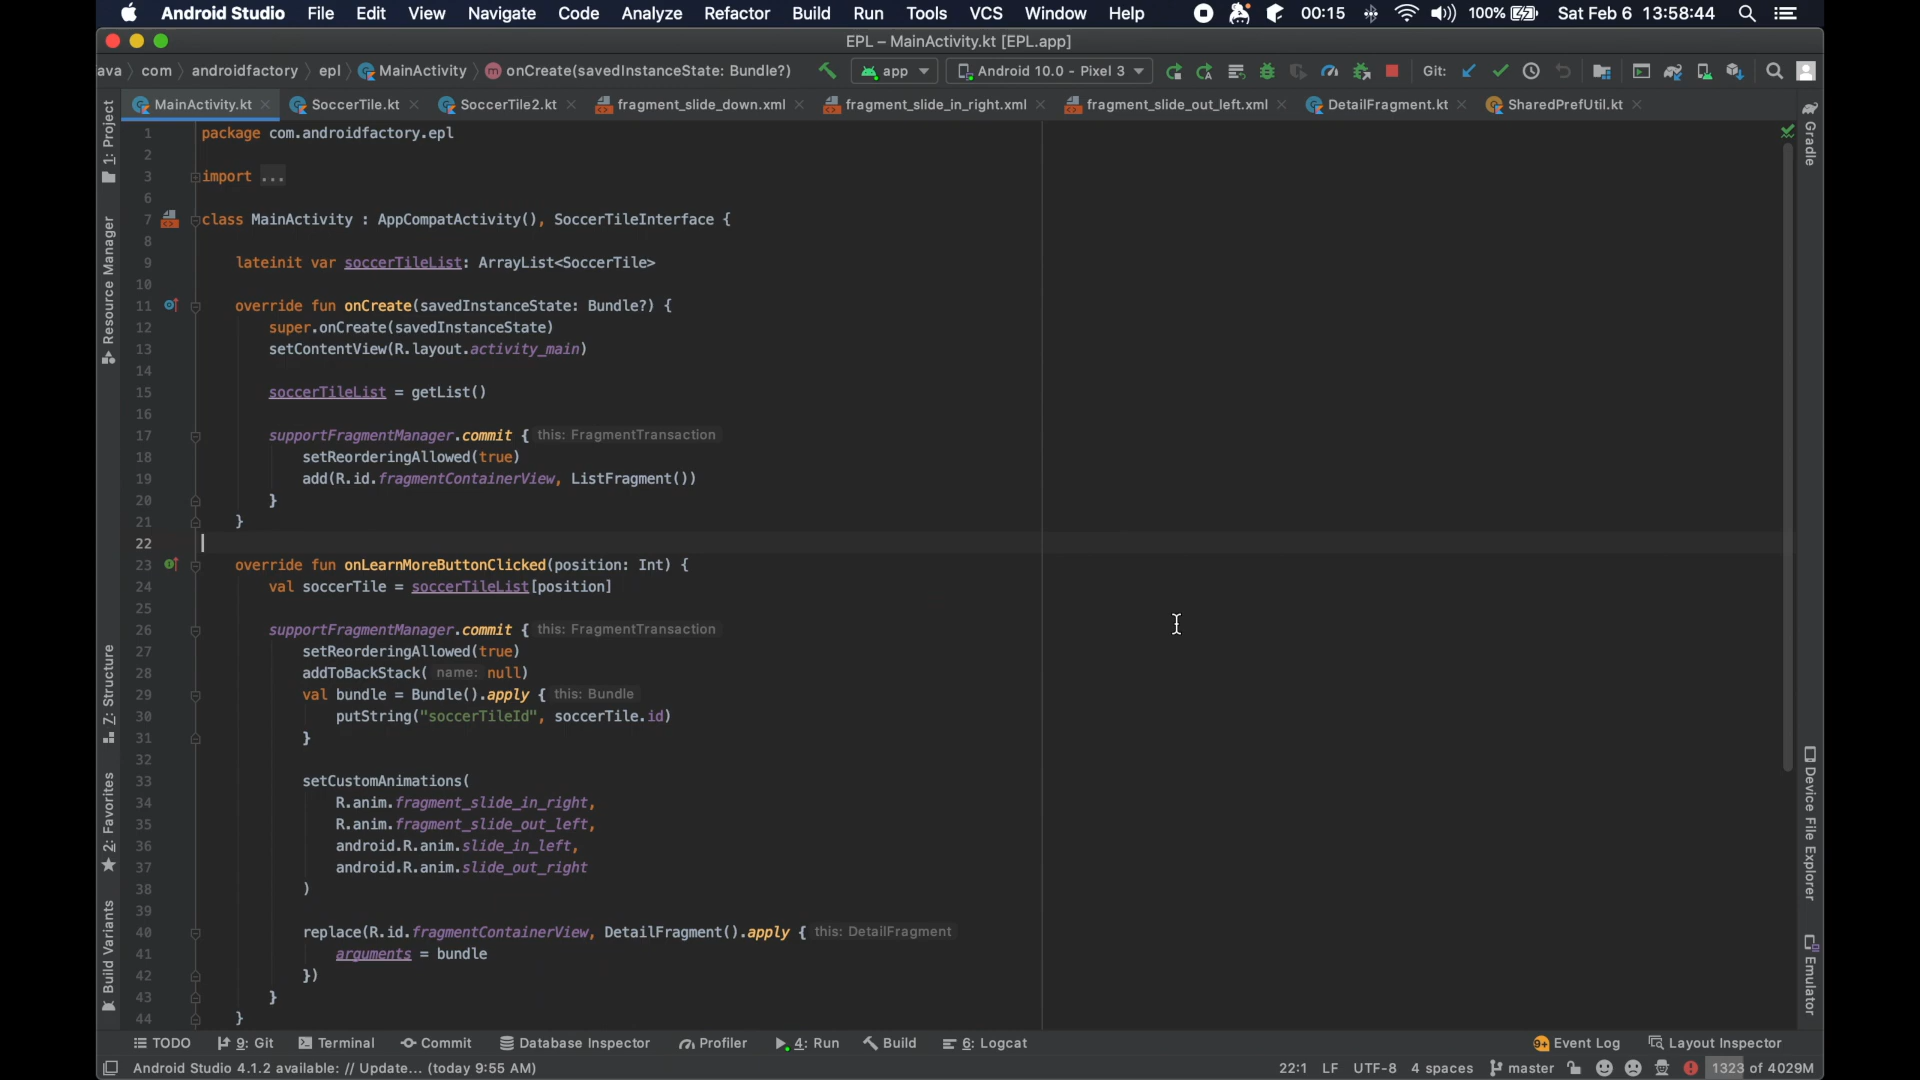 Android Studio File Edit View Navigate Code Analyze Refactor Build Run Tools VCS Window Help 00:15 100% Sat Feb 6 13:58:44
EPL – MainActivity.kt [EPL.app]
ava com androidfactory epl MainActivity onCreate(savedInstanceState: Bundle?) app Android 10.0 - Pixel 3 Git:
MainActivity.kt SoccerTile.kt SoccerTile2.kt fragment_slide_down.xml fragment_slide_in_right.xml fragment_slide_out_left.xml DetailFragment.kt SharedPrefUtil.kt
1: Project
Resource Manager
Z: Structure
2: Favorites
Build Variants
1 package com.androidfactory.epl
2
3 import ...
6
7 class MainActivity : AppCompatActivity(), SoccerTileInterface {
8
9 lateinit var soccerTileList: ArrayList<SoccerTile>
10
11 override fun onCreate(savedInstanceState: Bundle?) {
12 super.onCreate(savedInstanceState)
13 setContentView(R.layout.activity_main)
14
15 soccerTileList = getList()
16
17 supportFragmentManager.commit { this: FragmentTransaction
18 setReorderingAllowed(true)
19 add(R.id.fragmentContainerView, ListFragment())
20 }
21 }
22
23 override fun onLearnMoreButtonClicked(position: Int) {
24 val soccerTile = soccerTileList[position]
25
26 supportFragmentManager.commit { this: FragmentTransaction
27 setReorderingAllowed(true)
28 addToBackStack( name: null)
29 val bundle = Bundle().apply { this: Bundle
30 putString("soccerTileId", soccerTile.id)
31 }
32
33 setCustomAnimations(
34 R.anim.fragment_slide_in_right,
35 R.anim.fragment_slide_out_left,
36 android.R.anim.slide_in_left,
37 android.R.anim.slide_out_right
38 )
39
40 replace(R.id.fragmentContainerView, DetailFragment().apply { this: DetailFragment
41 arguments = bundle
42 })
43 }
44 }
Gradle
Device File Explorer
Emulator
TODO 9: Git Terminal Commit Database Inspector Profiler 4: Run Build 6: Logcat 9+ Event Log Layout Inspector
Android Studio 4.1.2 available: // Update... (today 9:55 AM) 22:1 LF UTF-8 4 spaces master 1323 of 4029M